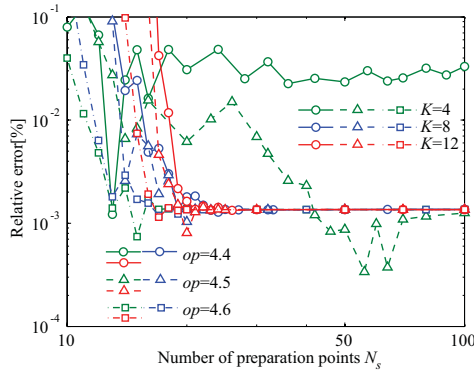 Relative error[%]
10⁻¹
10⁻²
10⁻³
10⁻⁴
K=4
K=8
K=12
op=4.4
op=4.5
op=4.6
10
50
100
Number of preparation points Nₛ